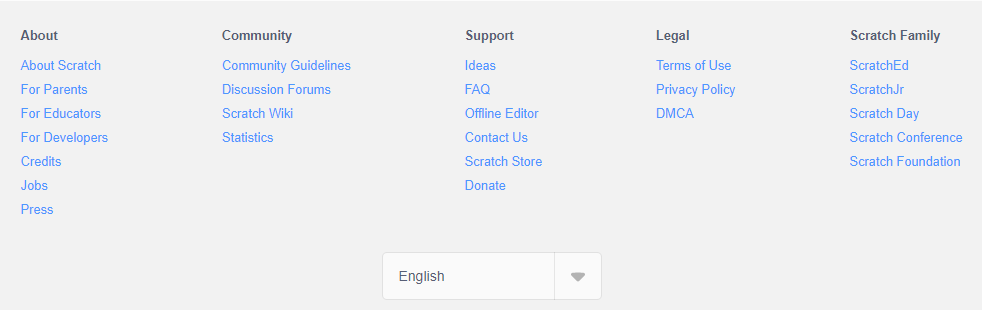 About
About Scratch
For Parents
For Educators
For Developers
Credits
Jobs
Press
Community
Community Guidelines
Discussion Forums
Scratch Wiki
Statistics
Support
Ideas
FAQ
Offline Editor
Contact Us
Scratch Store
Donate
Legal
Terms of Use
Privacy Policy
DMCA
Scratch Family
ScratchEd
ScratchJr
Scratch Day
Scratch Conference
Scratch Foundation
English